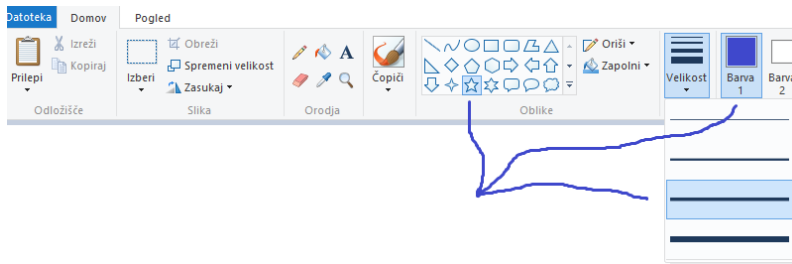 Datoteka Domov Pogled
Izreži
Kopiraj
Prilepi
Odložišče
Izberi
Obreži
Spremeni velikost
Zasukaj
Slika
A
Orodja
Čopiči
Oriši
Zapolni
Oblike
Velikost
Barva
1
Barva
2